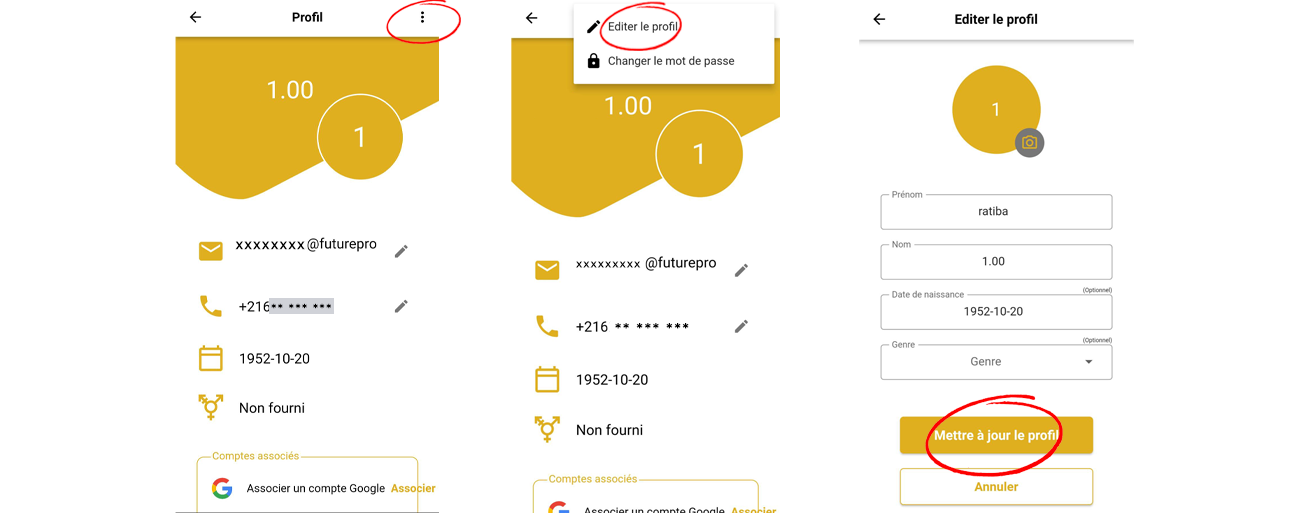 Profil
1.00
1
xxxxxxxx@futurepro
+216** *** ***
1952-10-20
Non fourni
Comptes associés
Associer un compte Google Associer
Editer le profil
Changer le mot de passe
1.00
1
xxxxxxxxx @futurepro
+216 ** *** ***
1952-10-20
Non fourni
Comptes associés
Associer un compte Google Associer
Editer le profil
1
Prénom
ratiba
Nom
1.00
(Optionnel)
Date de naissance
1952-10-20
(Optionnel)
Genre
Genre
Mettre à jour le profil
Annuler